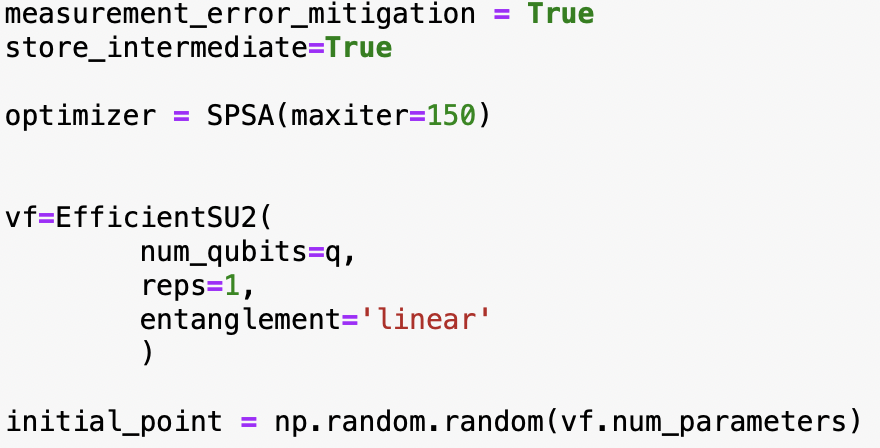 measurement_error_mitigation = True
store_intermediate=True
optimizer = SPSA(maxiter=150)
vf=EfficientSU2(
num_qubits=q,
reps=1,
entanglement='linear'
)
initial_point = np.random.random(vf.num_parameters)